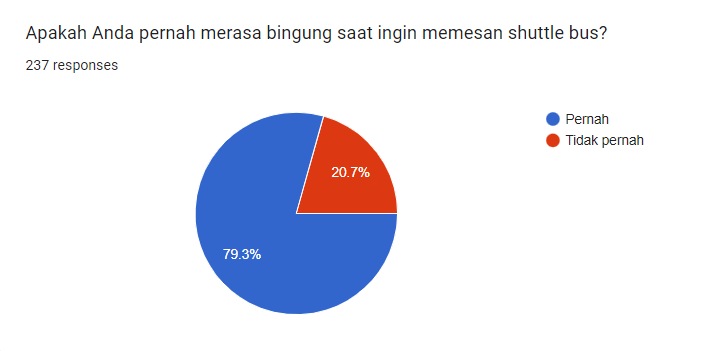 Apakah Anda pernah merasa bingung saat ingin memesan shuttle bus?
237 responses
Pernah
Tidak pernah
20.7%
79.3%